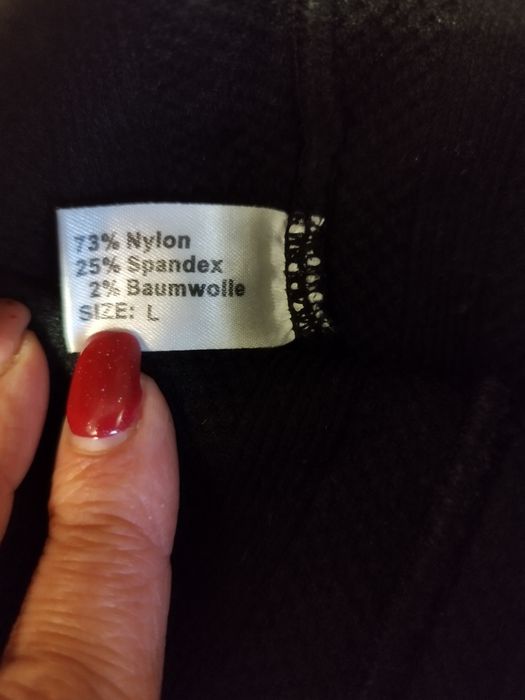 73% Nylon
25% Spandex
2% Baumwolle
SIZE: L